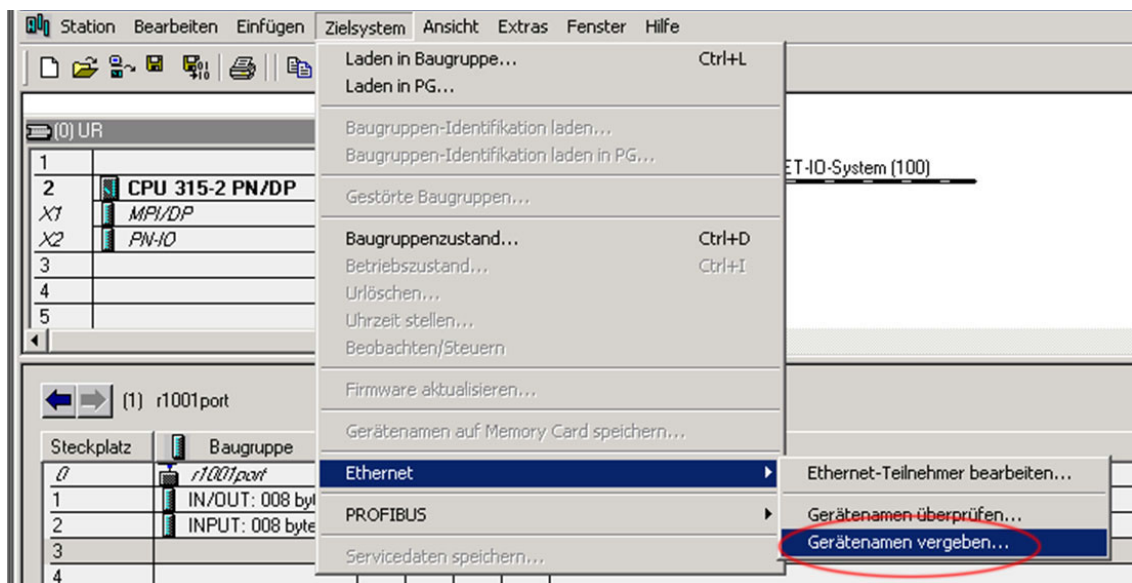 Station Bearbeiten Einfügen Zielsystem Ansicht Extras Fenster Hilfe
Laden in Baugruppe... Ctrl+L
Laden in PG...
Baugruppen-Identifikation laden...
Baugruppen-Identifikation laden in PG...
Gestörte Baugruppen...
Baugruppenzustand... Ctrl+D
Betriebszustand... Ctrl+I
Urlöschen...
Uhrzeit stellen...
Beobachten/Steuern
Firmware aktualisieren...
Gerätenamen auf Memory Card speichern...
Ethernet
PROFIBUS
Servicedaten speichern...
Ethernet-Teilnehmer bearbeiten...
Gerätenamen überprüfen...
Gerätenamen vergeben...
(0) UR
1
2 CPU 315-2 PN/DP
X1 MPI/DP
X2 PN-IO
3
4
5
ET-IO-System (100)
(1) r1001port
Steckplatz Baugruppe
0 r1001port
1 IN/OUT: 008 by
2 INPUT: 008 byte
3
4